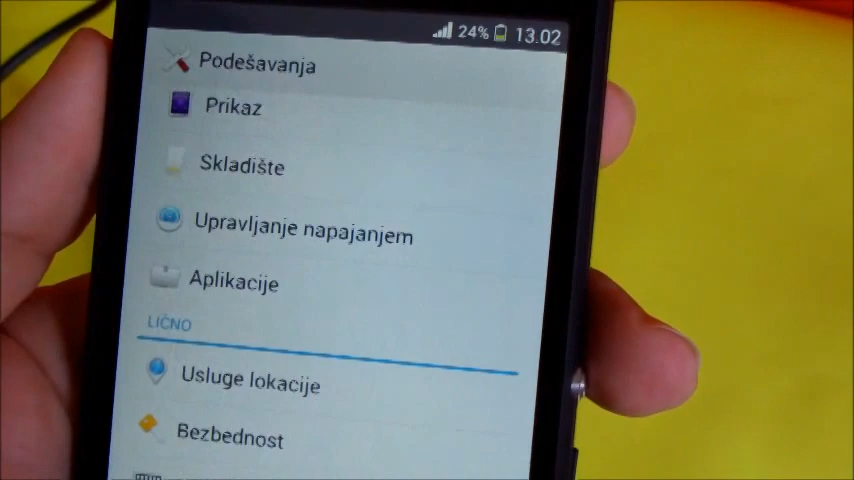 24% 13.02
Podešavanja
Prikaz
Skladište
Upravljanje napajanjem
Aplikacije
LIČNO
Usluge lokacije
Bezbednost